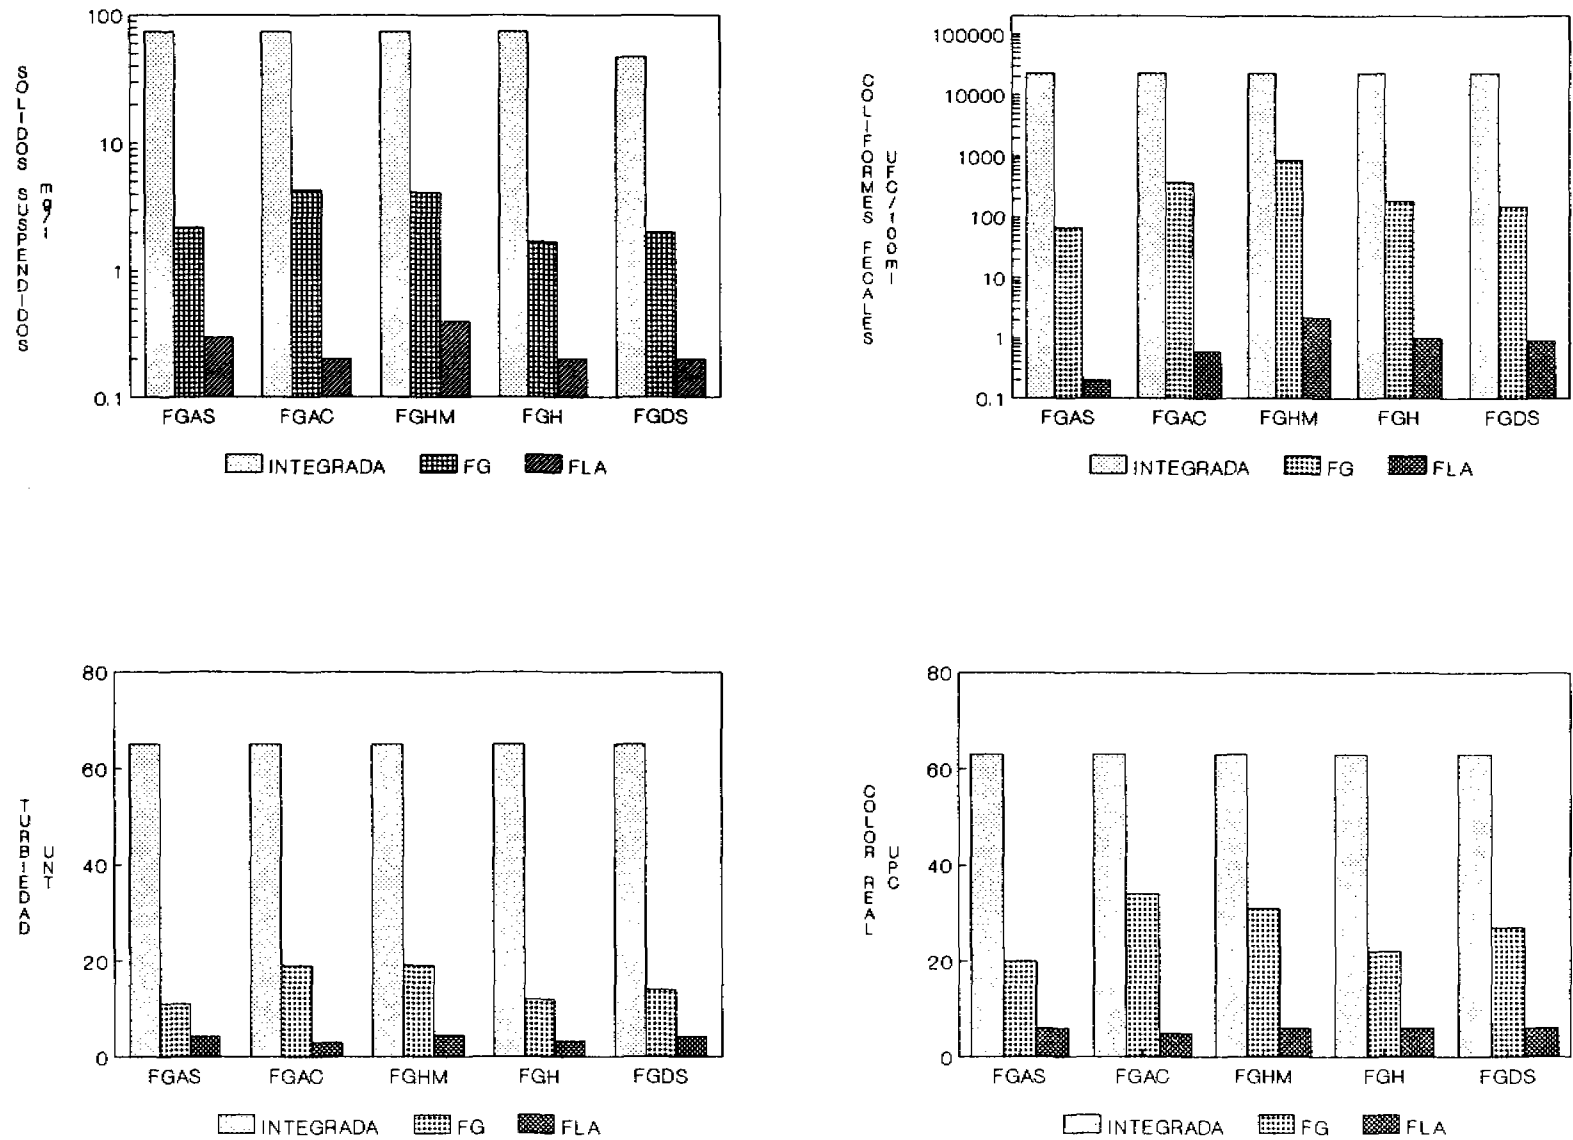 SOLIDOS SUSPENDIDOS
mg/l
100
10
1
0.1
FGAS FGAC FGHM FGH FGDS
INTEGRADA FG FLA
COLIFORMES FECALES
UFC/100ml
100000
10000
1000
100
10
1
0.1
FGAS FGAC FGHM FGH FGDS
INTEGRADA FG FLA
TURBIEDAD
UNT
80
60
40
20
0
FGAS FGAC FGHM FGH FGDS
INTEGRADA FG FLA
COLOR REAL
UPC
80
60
40
20
0
FGAS FGAC FGHM FGH FGDS
INTEGRADA FG FLA